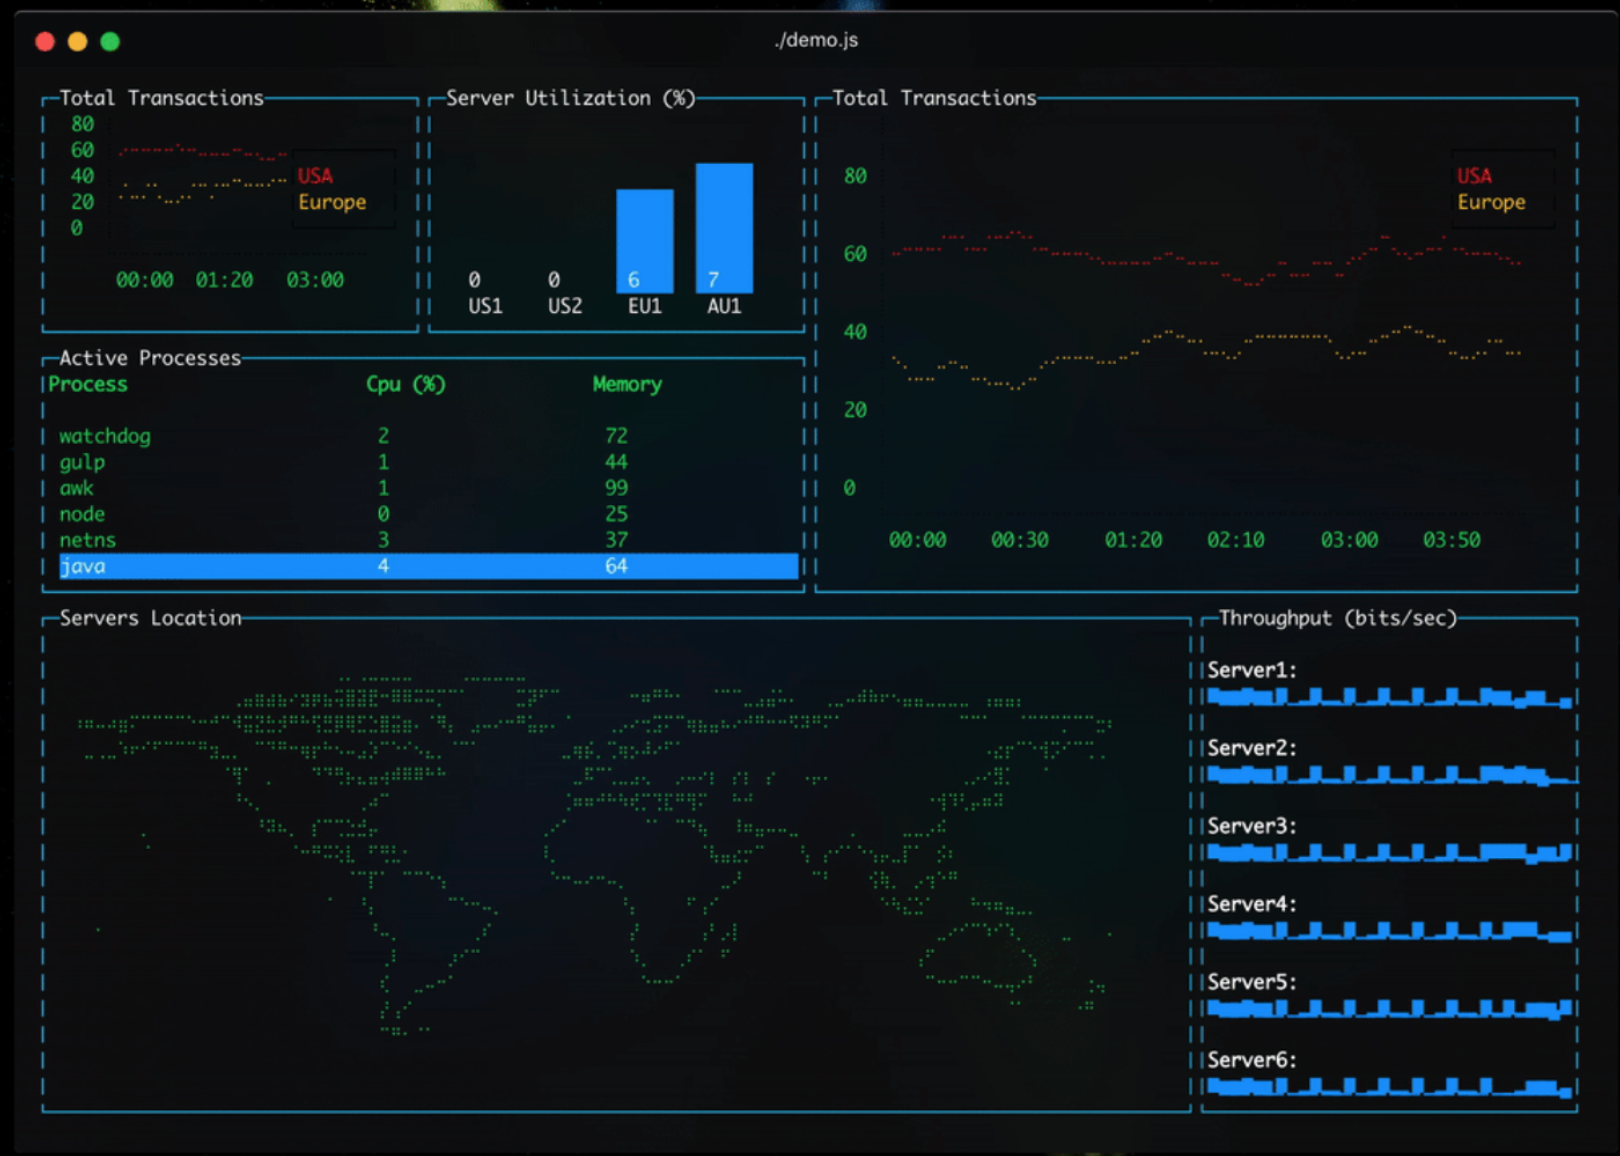 ./demo.js
Total Transactions
80
60
40
20
0
USA
Europe
00:00 01:20 03:00
Server Utilization (%)
0 0 6 7
US1 US2 EU1 AU1
Total Transactions
80
60
40
20
0
USA
Europe
00:00 00:30 01:20 02:10 03:00 03:50
Active Processes
Process Cpu (%) Memory
watchdog 2 72
gulp 1 44
awk 1 99
node 0 25
netns 3 37
java 4 64
Servers Location
Throughput (bits/sec)
Server1:
Server2:
Server3:
Server4:
Server5:
Server6: